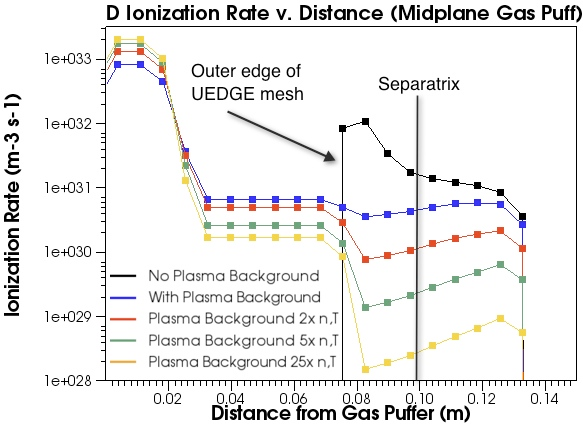 D Ionization Rate v. Distance (Midplane Gas Puff)
Ionization Rate (m-3 s-1)
1e+033
1e+032
1e+031
1e+030
1e+029
1e+028
Outer edge of
UEDGE mesh
Separatrix
No Plasma Background
With Plasma Background
Plasma Background 2x n,T
Plasma Background 5x n,T
Plasma Background 25x n,T
0.02
0.04
0.06
0.08
0.10
0.12
0.14
Distance from Gas Puffer (m)